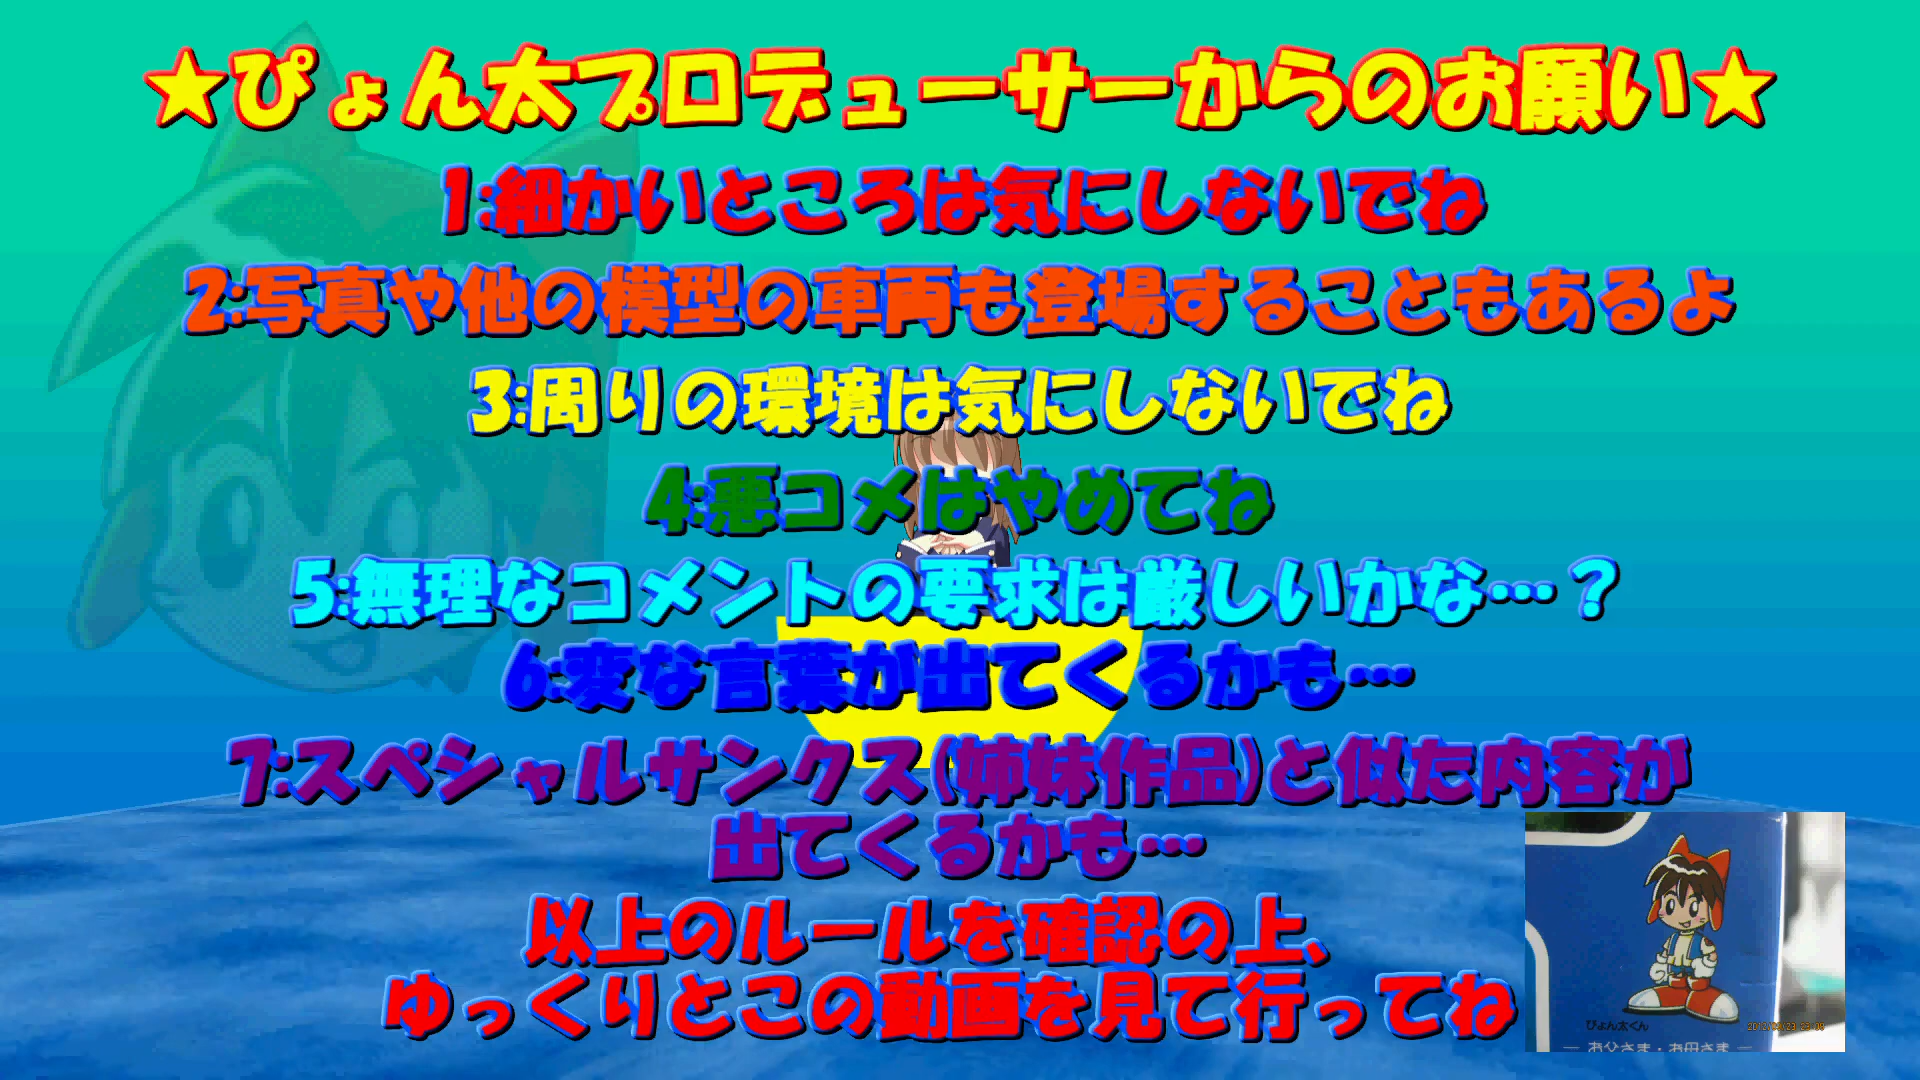 ★ぴょん太プロデューサーからのお願い★
1:細かいところは気にしないでね
2:写真や他の模型の車両も登場することもあるよ
3:周りの環境は気にしないでね
4:悪コメはやめてね
5:無理なコメントの要求は厳しいかな…？
6:変な言葉が出てくるかも…
7:スペシャルサンクス(姉妹作品)と似た内容が
出てくるかも…
以上のルールを確認の上、
ゆっくりとこの動画を見て行ってね
ぴょん太くん
― お父さま・お母さま ―